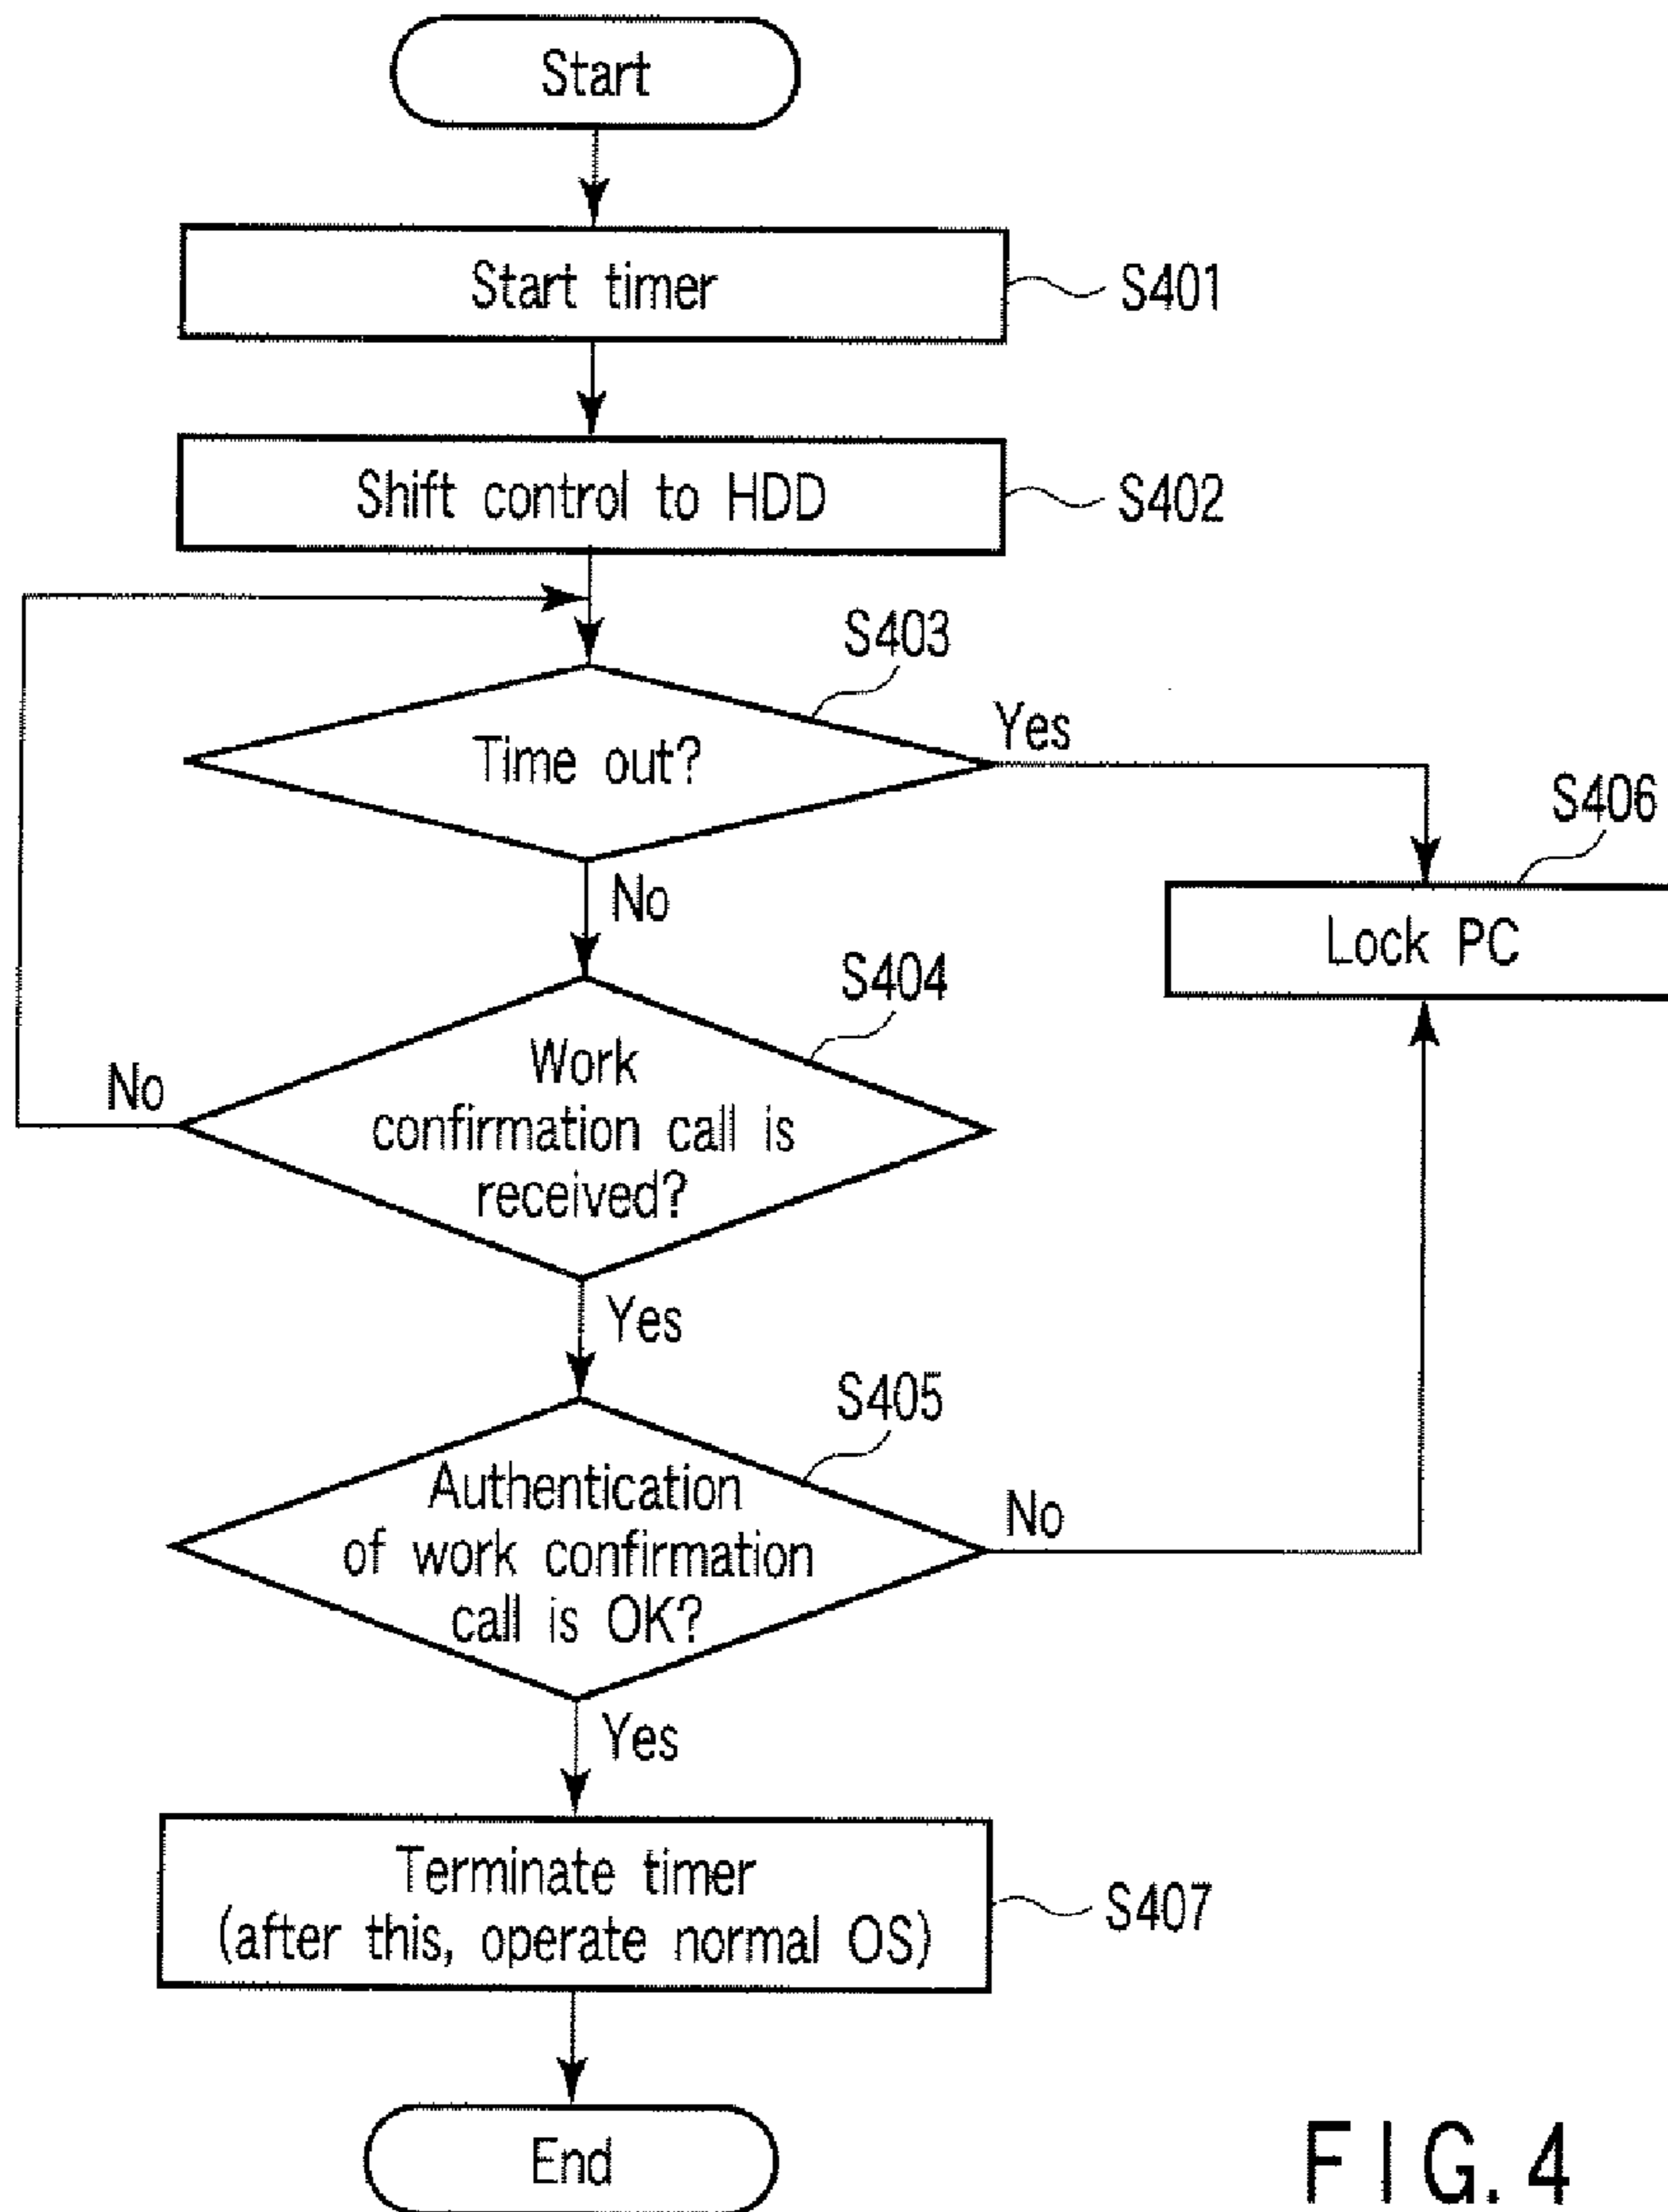 Start
Start timer
S401
Shift control to HDD
S402
S403
Time out?
Yes
S406
No
Lock PC
S404
Work
confirmation call is
received?
No
Yes
S405
Authentication
of work confirmation
call is OK?
No
Yes
Terminate timer
(after this, operate normal OS)
S407
End
FIG. 4